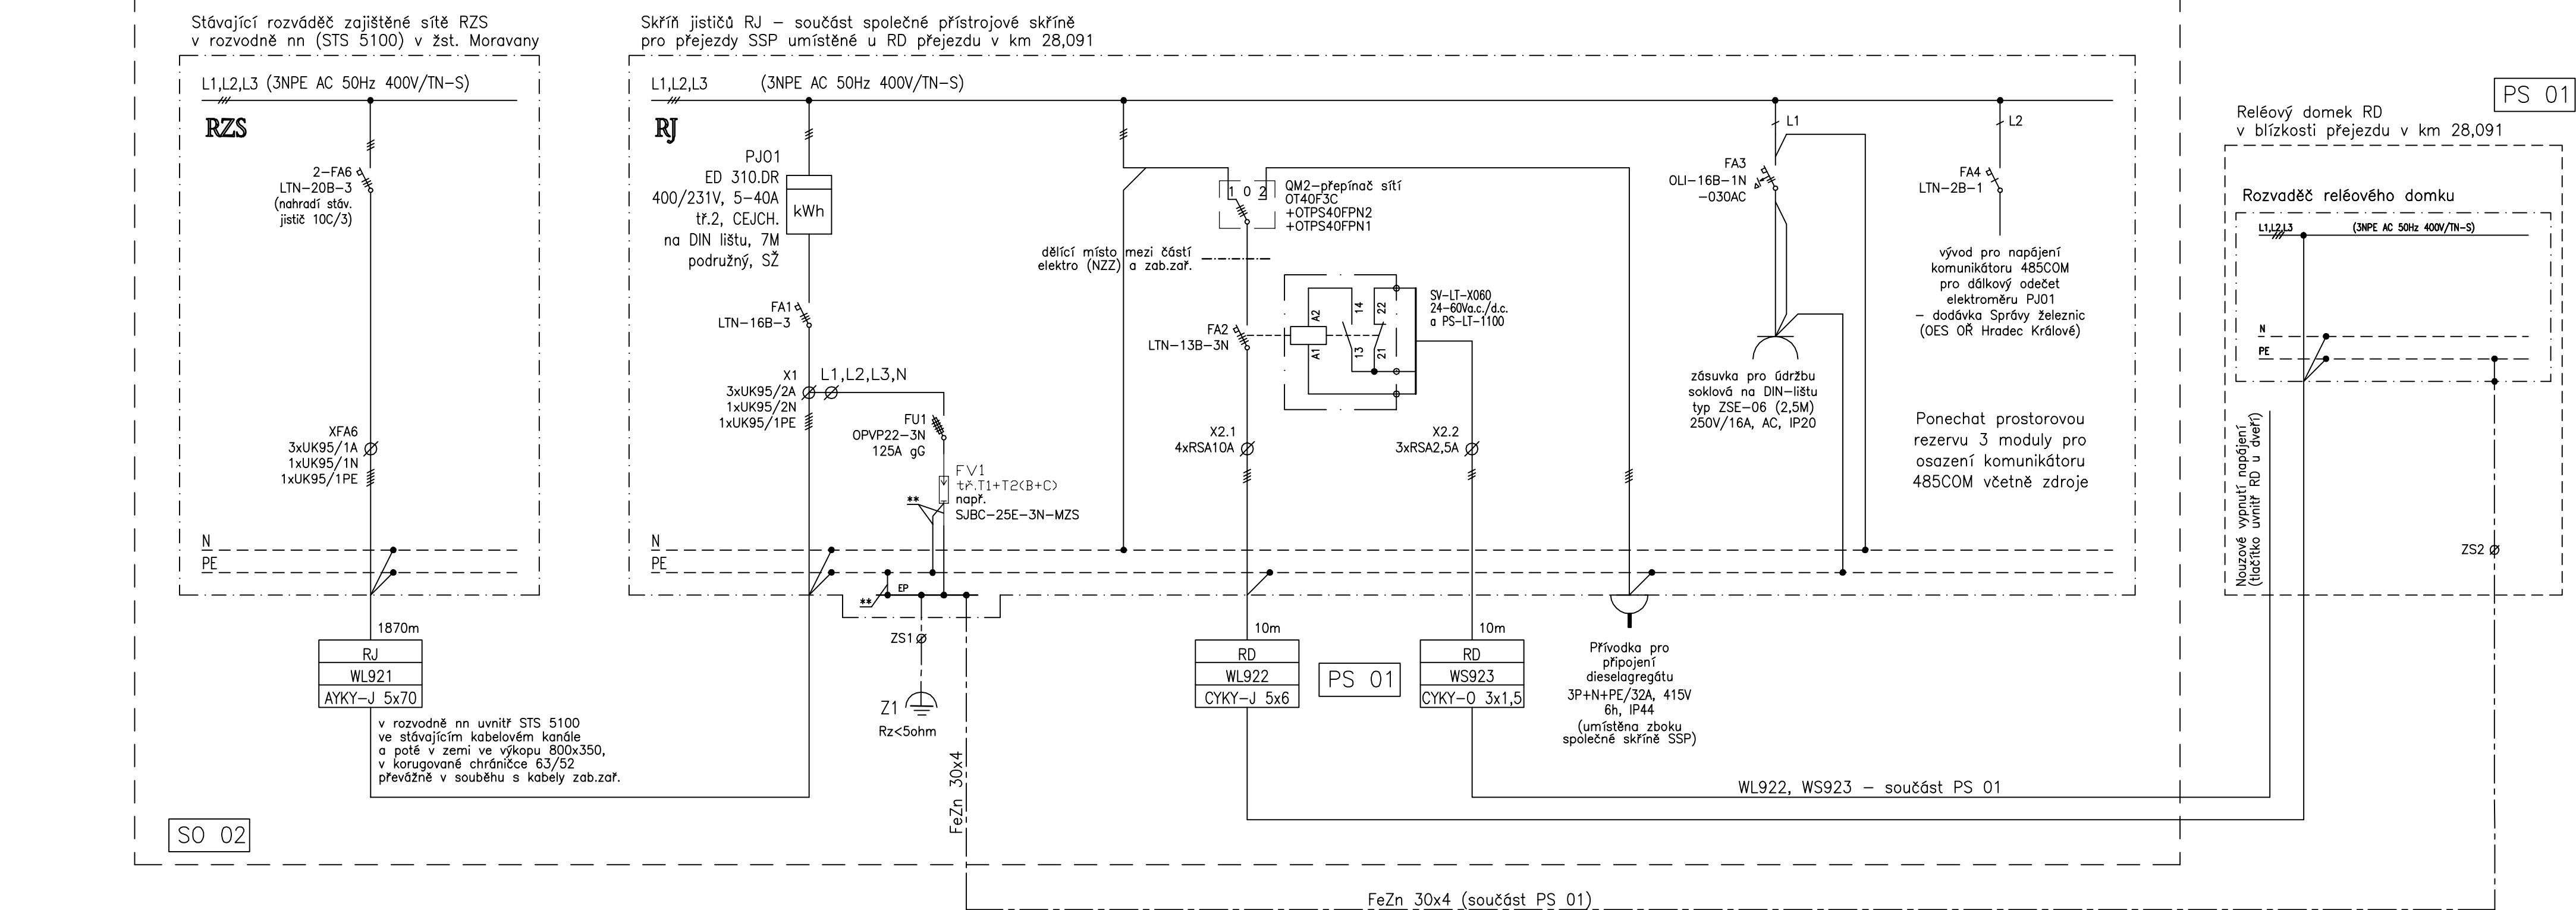 Stávající rozváděč zajištěné sítě RZS
v rozvodně nn (STS 5100) v žst. Moravany
L1,L2,L3 (3NPE AC 50Hz 400V/TN-S)
RZS
2-FA6
LTN-20B-3
(nahradí stáv.
jistič 10C/3)
XFA6
3xUK95/1A
1xUK95/1N
1xUK95/1PE
N
PE
1870m
RJ
WL921
AYKY-J 5x70
v rozvodně nn uvnitř STS 5100
ve stávajícím kabelovém kanále
a poté v zemi ve výkopu 800x350,
v korugované chráničce 63/52
převážně v souběhu s kabely zab.zař.
SO 02
Skříň jističů RJ – součást společné přístrojové skříně
pro přejezdy SSP umístěné u RD přejezdu v km 28,091
L1,L2,L3 (3NPE AC 50Hz 400V/TN-S)
RJ
PJ01
ED 310.DR
400/231V, 5-40A
tř.2, CEJCH.
na DIN lištu, 7M
podružný, SŽ
kWh
FA1
LTN-16B-3
X1
3xUK95/2A
1xUK95/2N
1xUK95/1PE
L1,L2,L3,N
FU1
OPVP22-3N
125A gG
FV1
tř.T1+T2(B+C)
např.
SJBC-25E-3N-MZS
**
N
PE
**
EP
ZS1
Z1
Rz<5ohm
FeZn 30x4
1 0 2
QM2-přepínač sítí
OT40F3C
+OTPS40FPN2
+OTPS40FPN1
dělící místo mezi částí
elektro (NZZ) a zab.zař.
FA2
LTN-13B-3N
A2
A1
14
13
22
21
SV-LT-X060
24-60Va.c./d.c.
a PS-LT-1100
X2.1
4xRSA10A
X2.2
3xRSA2,5A
10m
RD
WL922
CYKY-J 5x6
PS 01
10m
RD
WS923
CYKY-O 3x1,5
Přívodka pro
připojení
dieselagregátu
3P+N+PE/32A, 415V
6h, IP44
(umístěna zboku
společné skříně SSP)
L1
FA3
OLI-16B-1N
-030AC
zásuvka pro údržbu
soklová na DIN-lištu
typ ZSE-06 (2,5M)
250V/16A, AC, IP20
L2
FA4
LTN-2B-1
vývod pro napájení
komunikátoru 485COM
pro dálkový odečet
elektroměru PJ01
– dodávka Správy železnic
(OES OŘ Hradec Králové)
Ponechat prostorovou
rezervu 3 moduly pro
osazení komunikátoru
485COM včetně zdroje
WL922, WS923 – součást PS 01
FeZn 30x4 (součást PS 01)
PS 01
Reléový domek RD
v blízkosti přejezdu v km 28,091
Rozvaděč reléového domku
L1,L2,L3 (3NPE AC 50Hz 400V/TN-S)
N
PE
Nouzové vypnutí napájení
(tlačítko uvnitř RD u dveří)
ZS2